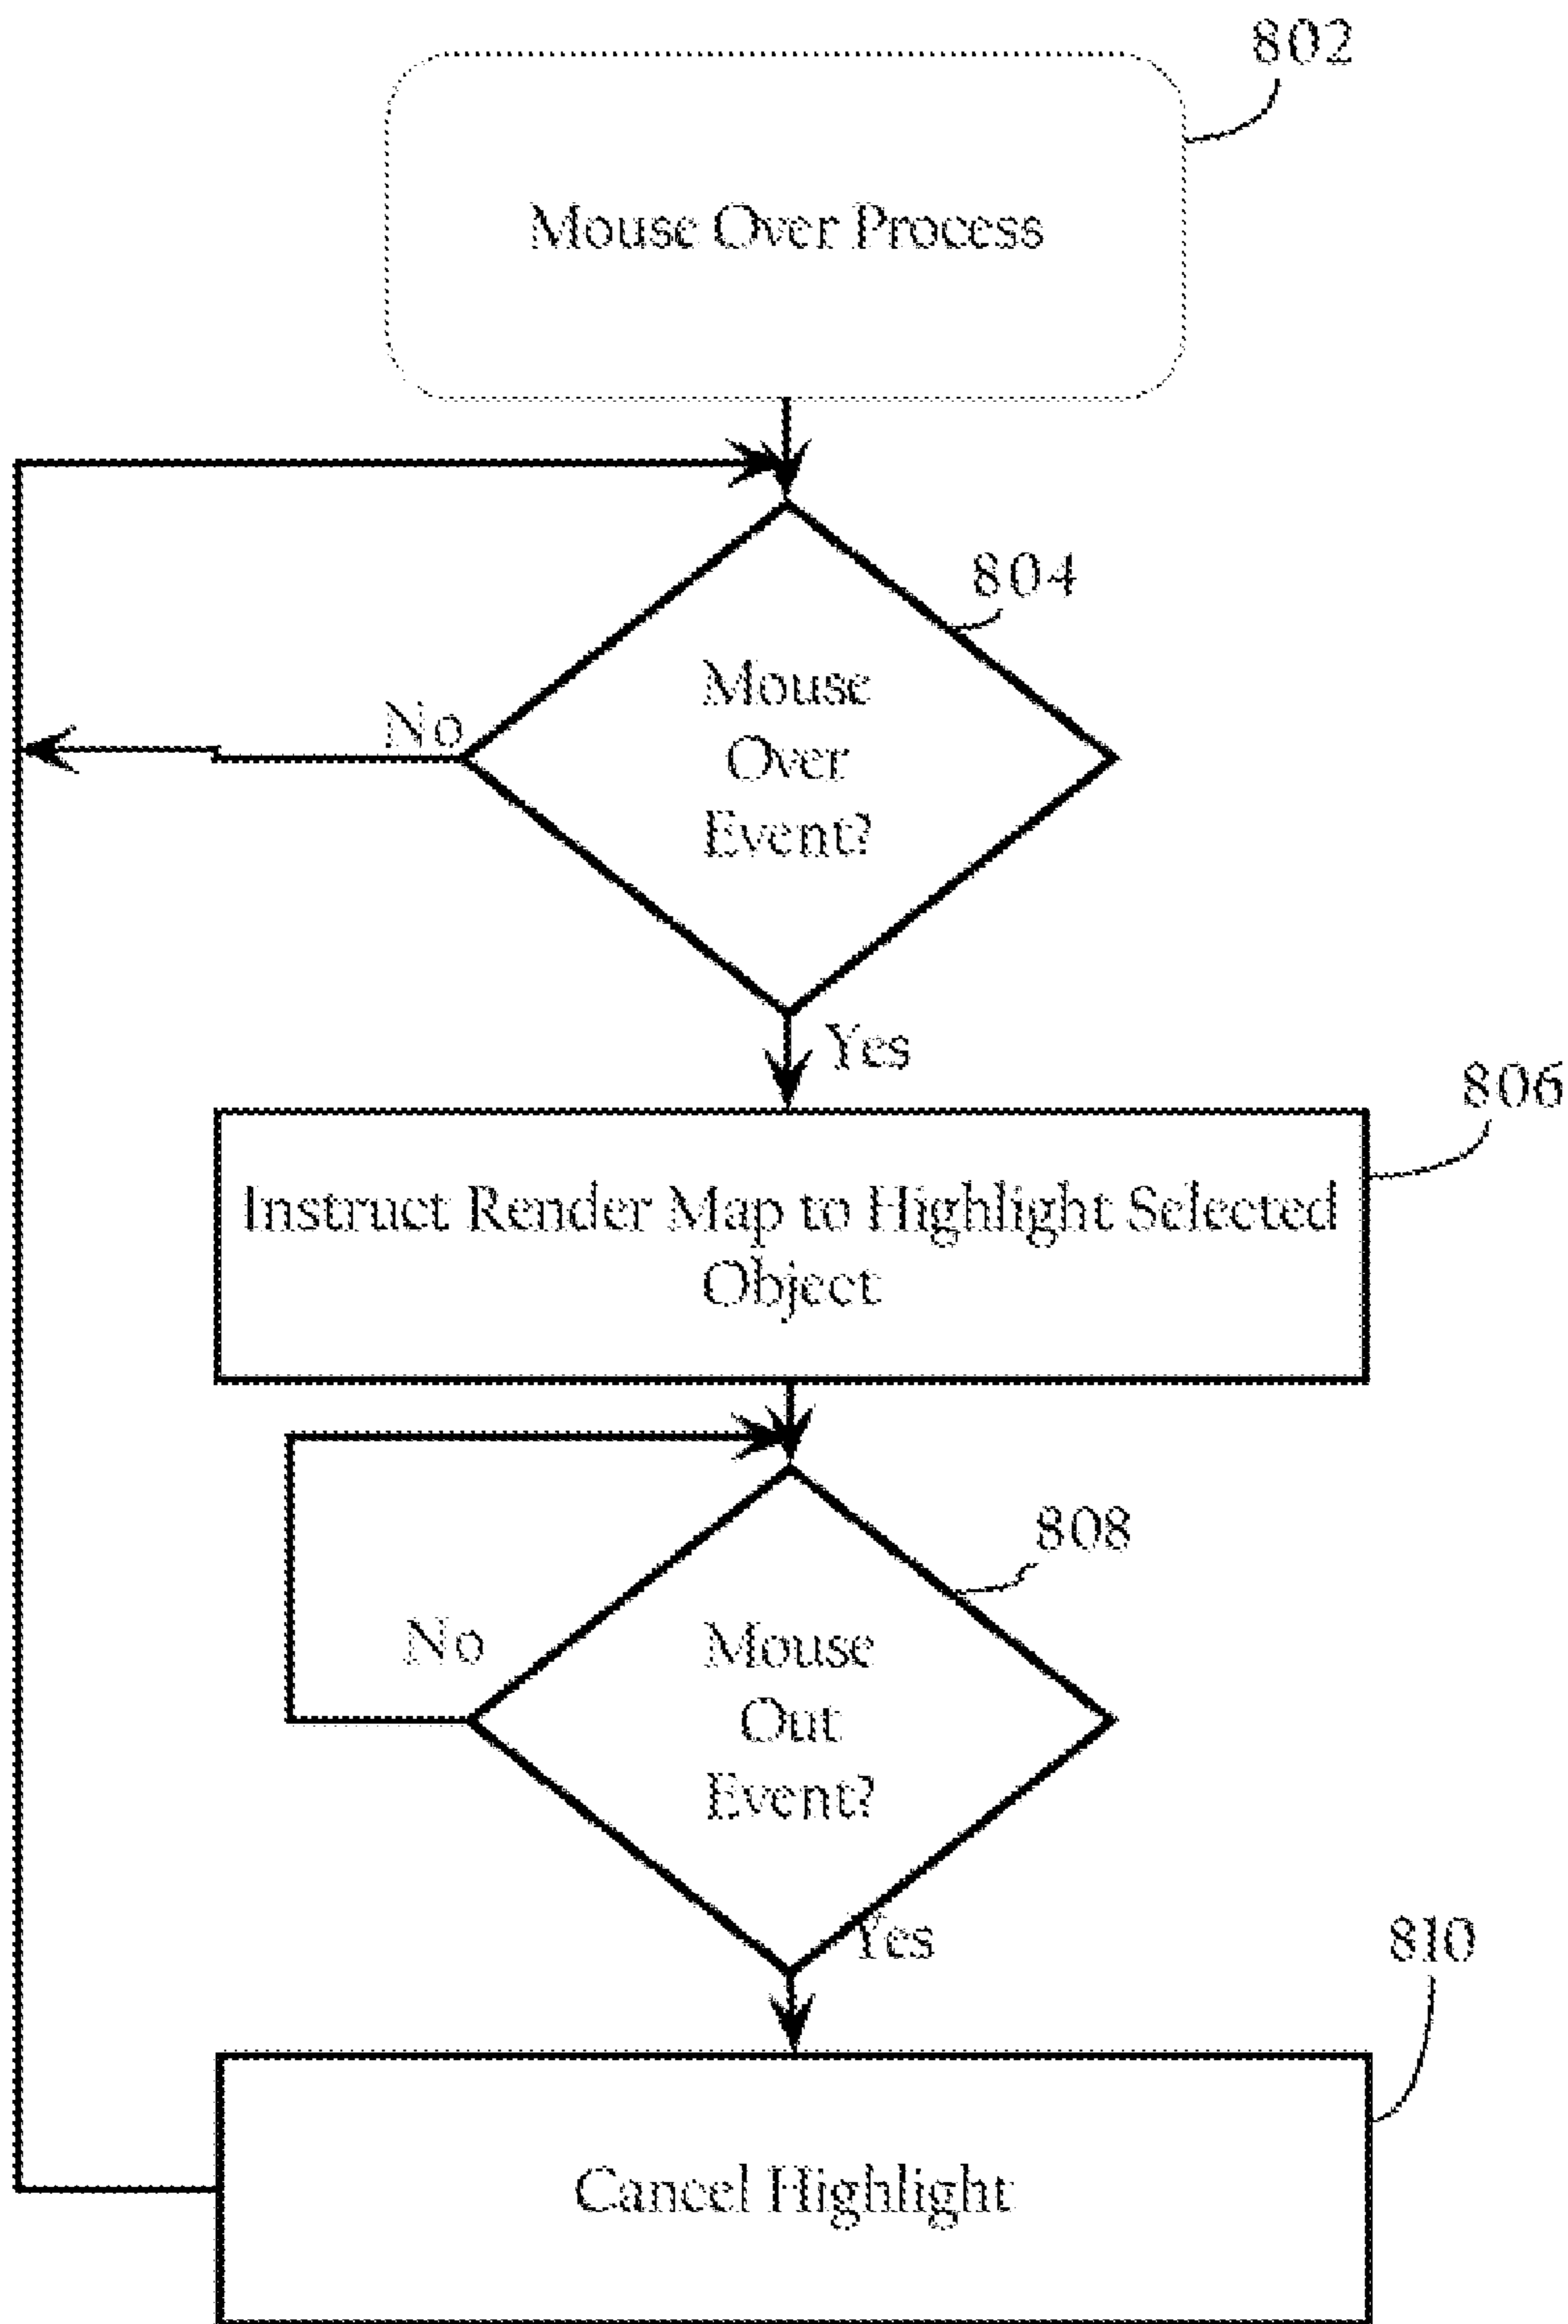 802
Mouse Over Process
804
Mouse
Over
Event?
No
Yes
806
Instruct Render Map to Highlight Selected
Object
808
No
Mouse
Out
Event?
Yes
810
Cancel Highlight